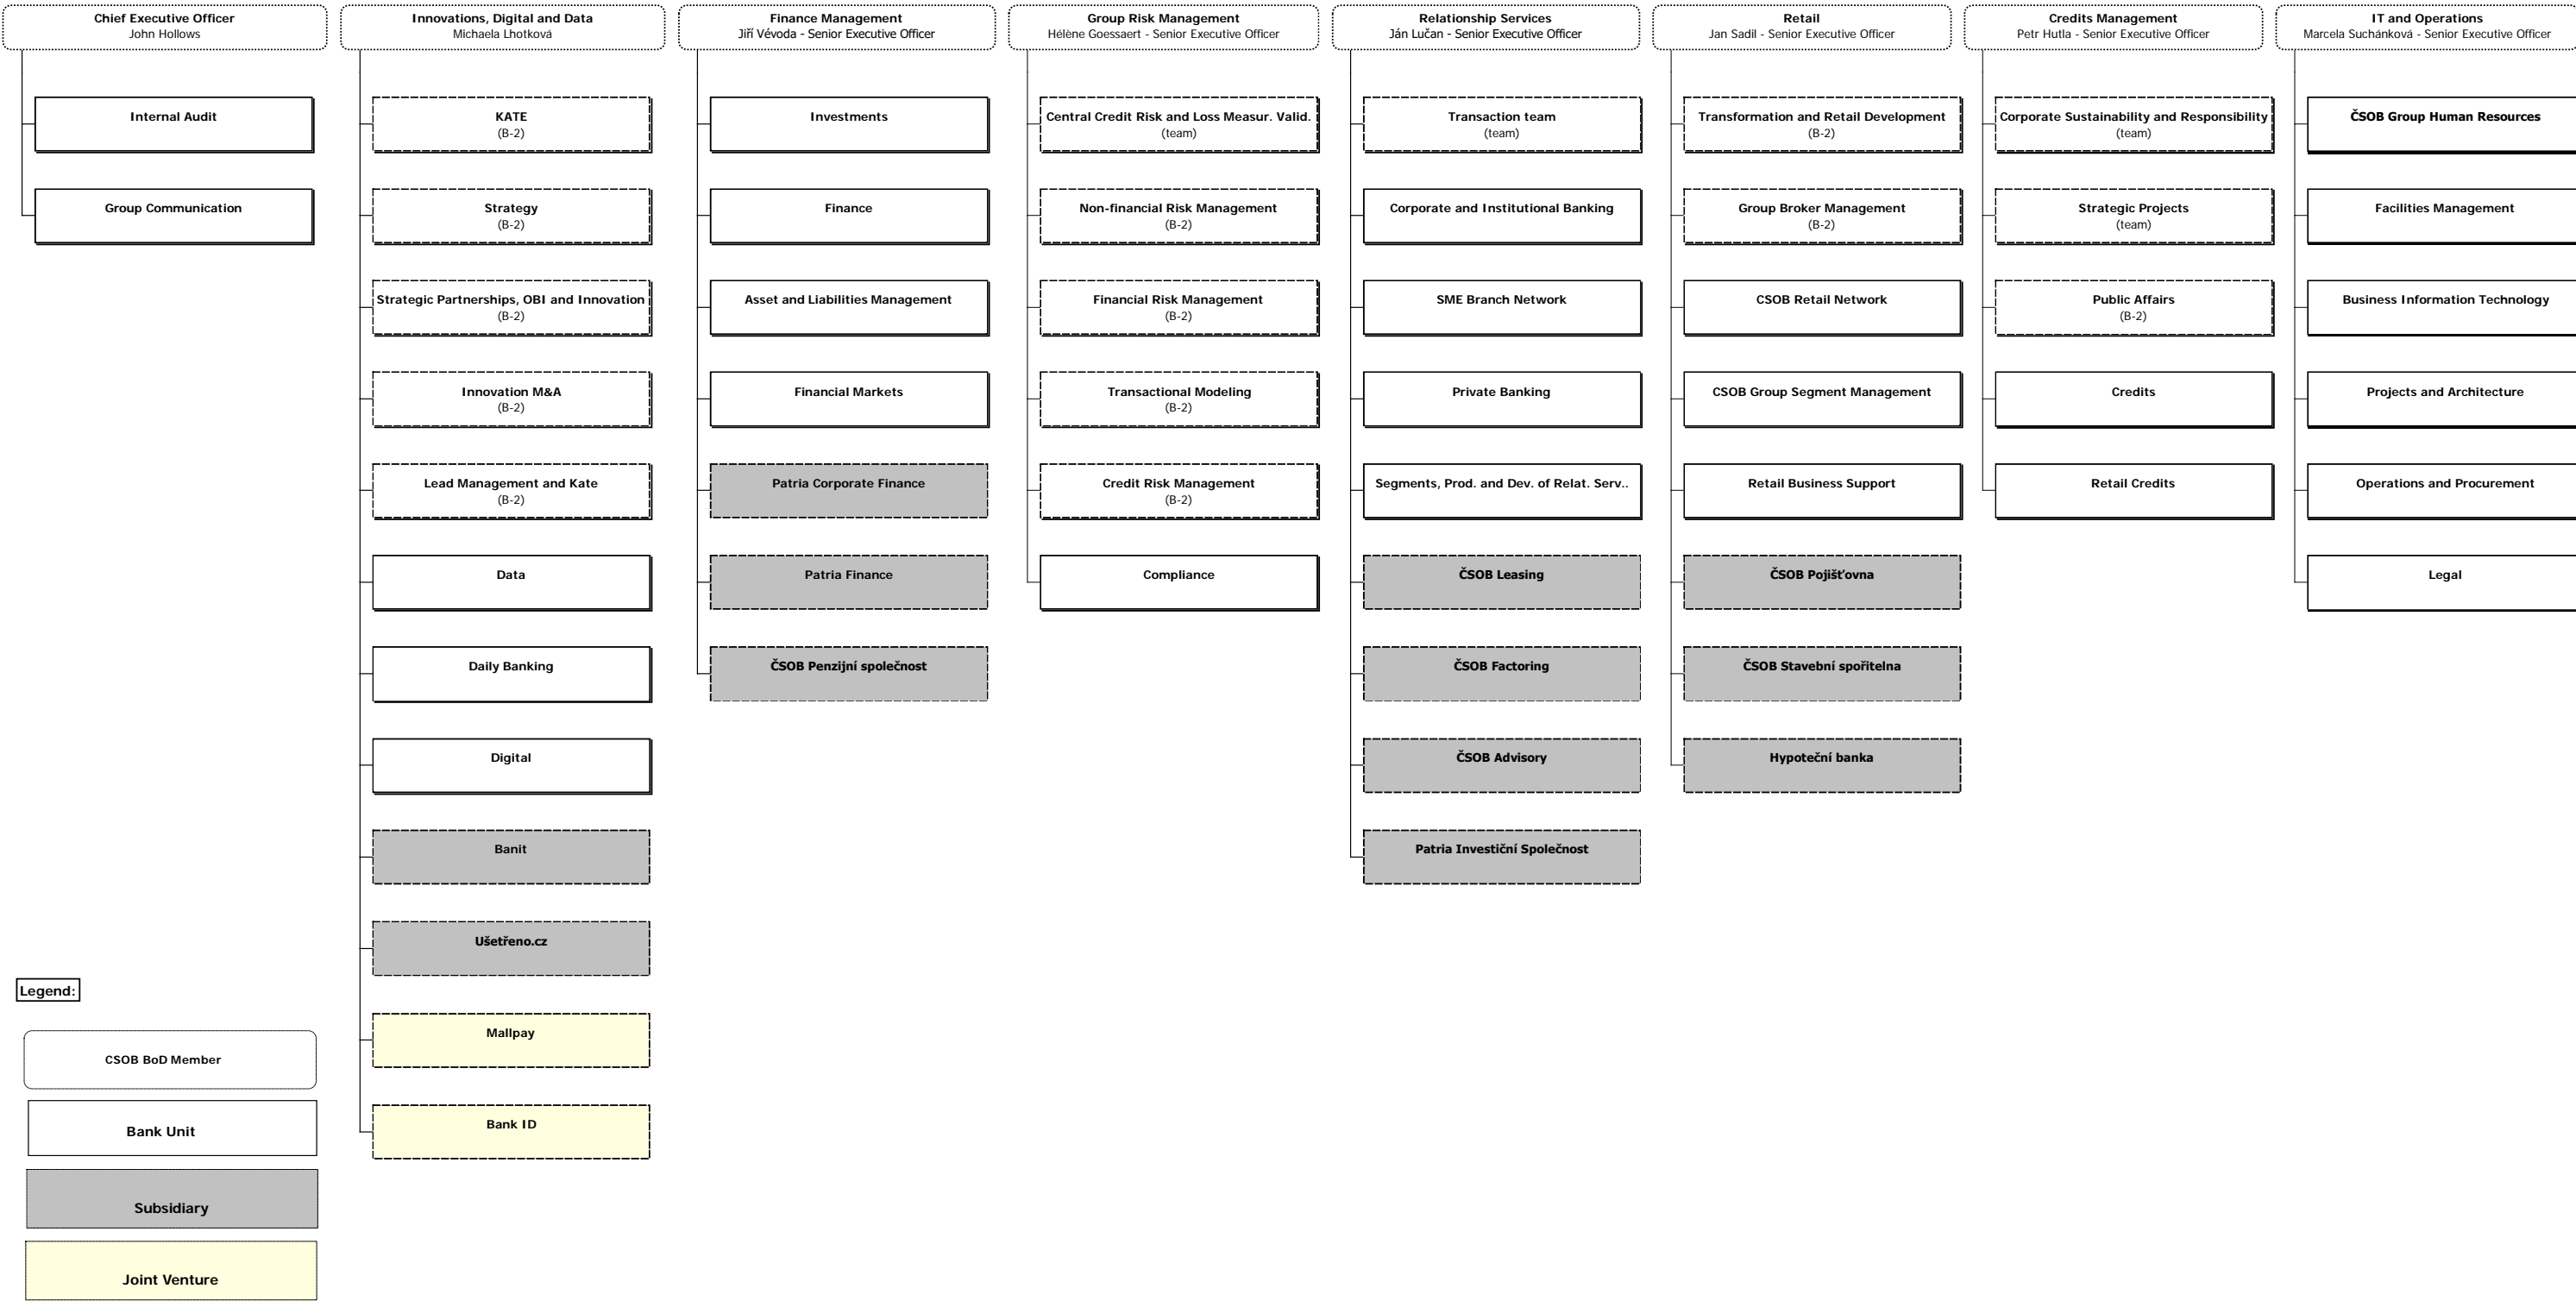 Chief Executive Officer
John Hollows
Internal Audit
Group Communication
Innovations, Digital and Data
Michaela Lhotková
KATE
(B-2)
Strategy
(B-2)
Strategic Partnerships, OBI and Innovation
(B-2)
Innovation M&A
(B-2)
Lead Management and Kate
(B-2)
Data
Daily Banking
Digital
Banit
Ušetřeno.cz
Mallpay
Bank ID
Finance Management
Jiří Vévoda - Senior Executive Officer
Investments
Finance
Asset and Liabilities Management
Financial Markets
Patria Corporate Finance
Patria Finance
ČSOB Penzijní společnost
Group Risk Management
Hélène Goessaert - Senior Executive Officer
Central Credit Risk and Loss Measur. Valid.
(team)
Non-financial Risk Management
(B-2)
Financial Risk Management
(B-2)
Transactional Modeling
(B-2)
Credit Risk Management
(B-2)
Compliance
Relationship Services
Ján Lučan - Senior Executive Officer
Transaction team
(team)
Corporate and Institutional Banking
SME Branch Network
Private Banking
Segments, Prod. and Dev. of Relat. Serv..
ČSOB Leasing
ČSOB Factoring
ČSOB Advisory
Patria Investiční Společnost
Retail
Jan Sadil - Senior Executive Officer
Transformation and Retail Development
(B-2)
Group Broker Management
(B-2)
CSOB Retail Network
CSOB Group Segment Management
Retail Business Support
ČSOB Pojišťovna
ČSOB Stavební spořitelna
Hypoteční banka
Credits Management
Petr Hutla - Senior Executive Officer
Corporate Sustainability and Responsibility
(team)
Strategic Projects
(team)
Public Affairs
(B-2)
Credits
Retail Credits
IT and Operations
Marcela Suchánková - Senior Executive Officer
ČSOB Group Human Resources
Facilities Management
Business Information Technology
Projects and Architecture
Operations and Procurement
Legal
Legend:
CSOB BoD Member
Bank Unit
Subsidiary
Joint Venture